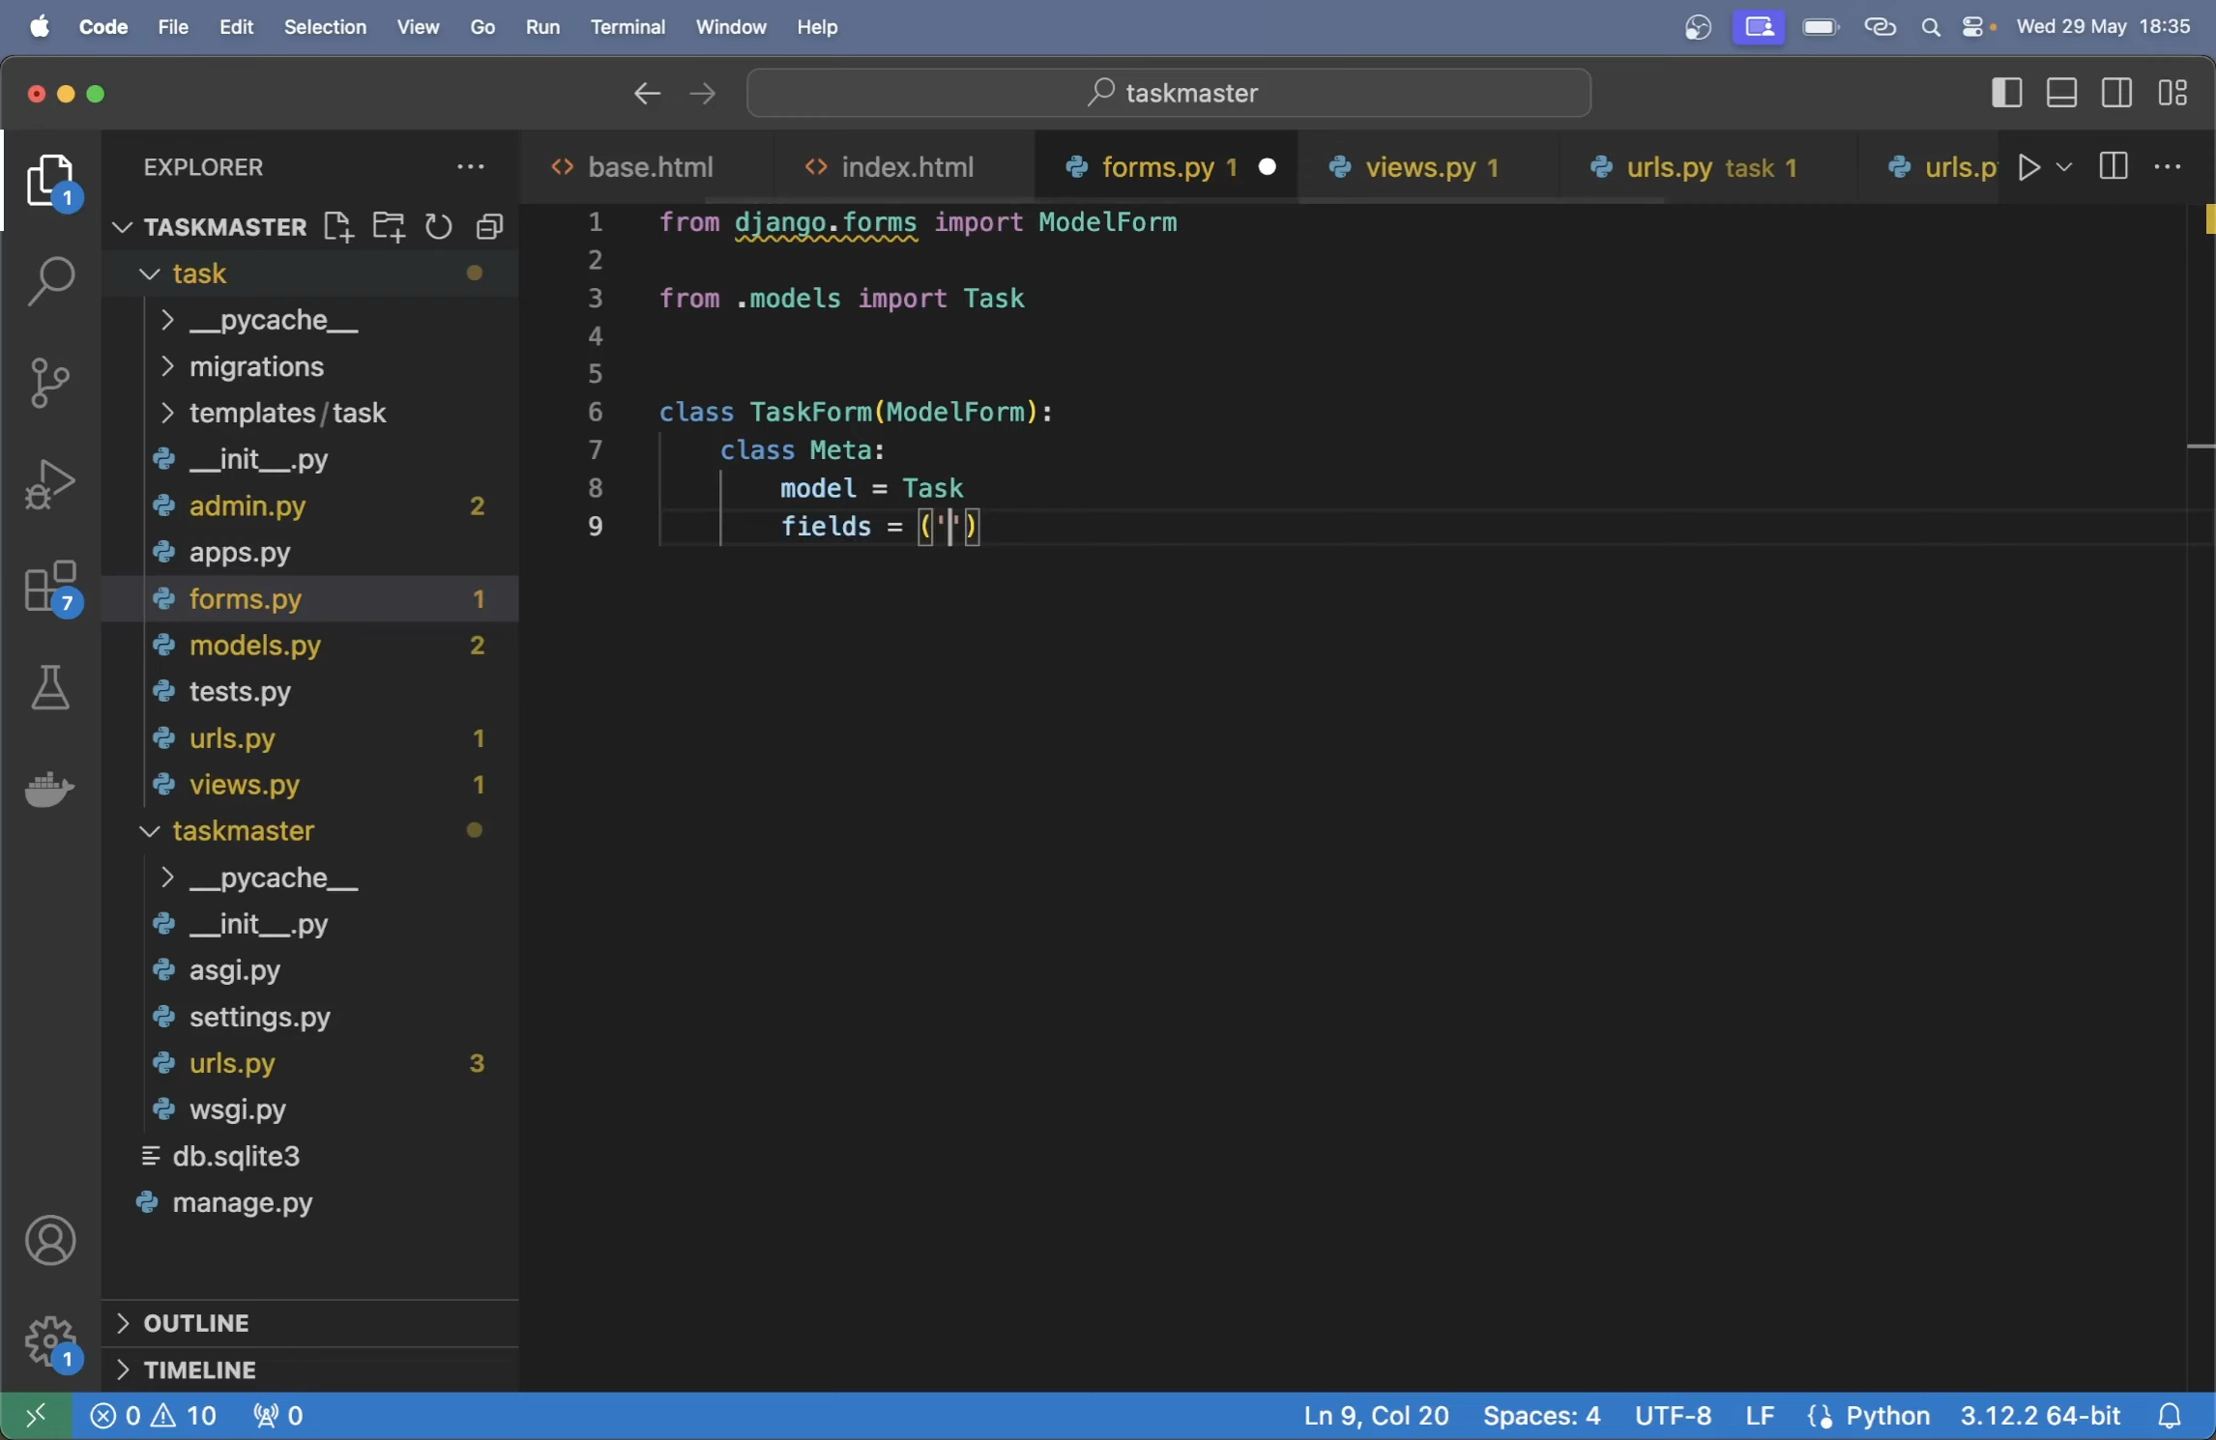 Code File Edit Selection View Go Run Terminal Window Help Wed 29 May 18:35
taskmaster
EXPLORER
base.html index.html forms.py 1 views.py 1 urls.py task 1 urls.p
TASKMASTER
task
__pycache__
migrations
templates/task
__init__.py
admin.py 2
apps.py
forms.py 1
models.py 2
tests.py
urls.py 1
views.py 1
taskmaster
__pycache__
__init__.py
asgi.py
settings.py
urls.py 3
wsgi.py
db.sqlite3
manage.py
OUTLINE
TIMELINE
1
7
1
1 from django.forms import ModelForm
2
3 from .models import Task
4
5
6 class TaskForm(ModelForm):
7 class Meta:
8 model = Task
9 fields = ('')
0 10 0 Ln 9, Col 20 Spaces: 4 UTF-8 LF Python 3.12.2 64-bit